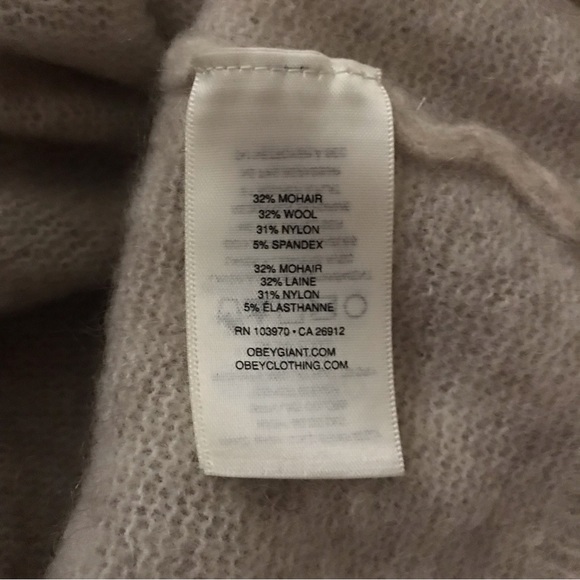 32% MOHAIR
32% WOOL
31% NYLON
5% SPANDEX
32% MOHAIR
32% LAINE
31% NYLON
5% ÉLASTHANNE
RN 103970 • CA 26912
OBEYGIANT.COM
OBEYCLOTHING.COM